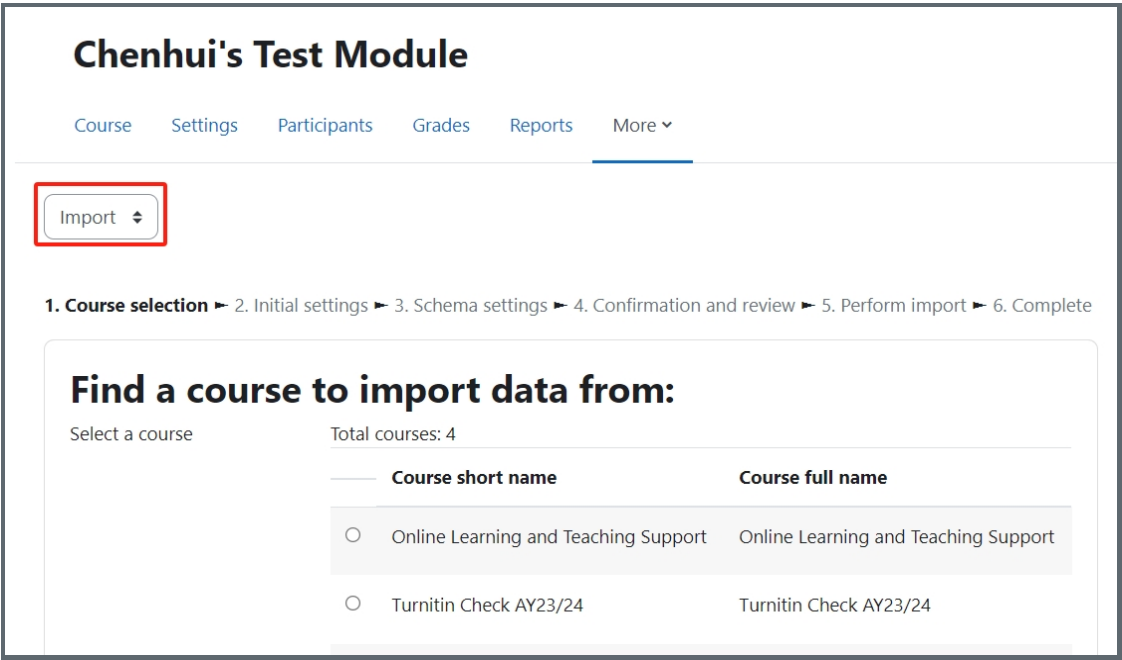 Chenhui's Test Module
Course Settings Participants Grades Reports More
Import
1. Course selection ► 2. Initial settings ► 3. Schema settings ► 4. Confirmation and review ► 5. Perform import ► 6. Complete
Find a course to import data from:
Select a course Total courses: 4
Course short name Course full name
Online Learning and Teaching Support Online Learning and Teaching Support
Turnitin Check AY23/24 Turnitin Check AY23/24